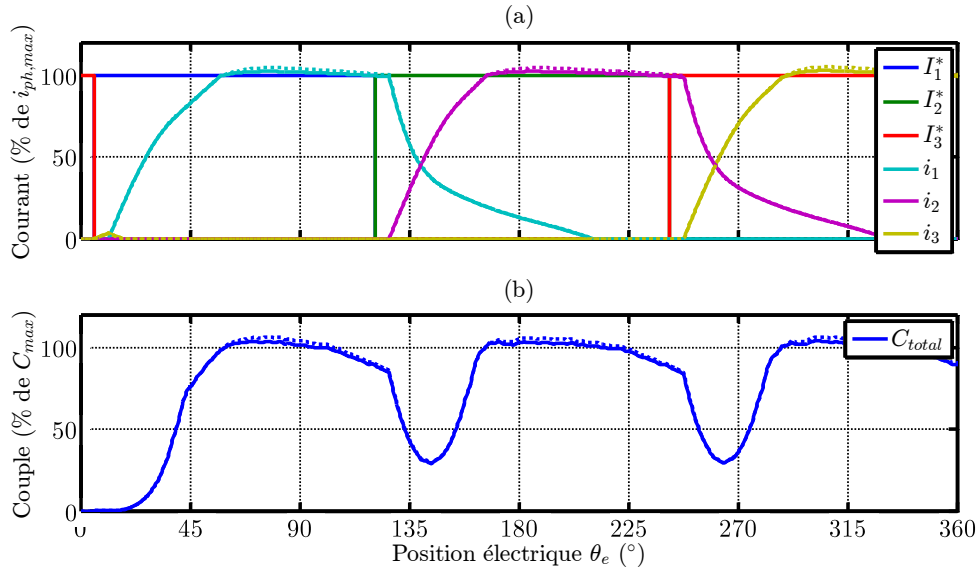 (a)
Courant (% de i_{ph,max})
100
50
0
I_1^*
I_2^*
I_3^*
i_1
i_2
i_3
(b)
Couple (% de C_{max})
100
50
0
C_{total}
0 45 90 135 180 225 270 315 360
Position électrique θ_e (°)